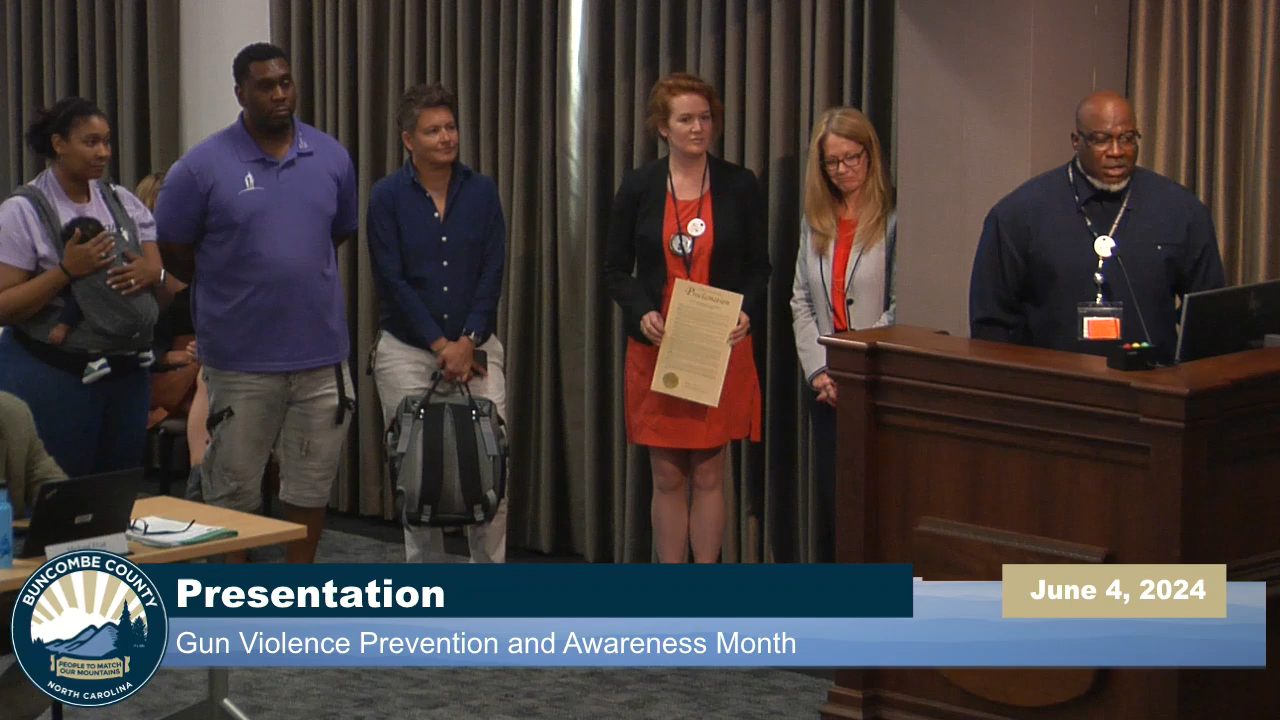 Proclamation
Presentation
June 4, 2024
Gun Violence Prevention and Awareness Month
BUNCOMBE COUNTY
PEOPLE TO MATCH
OUR MOUNTAINS
NORTH CAROLINA